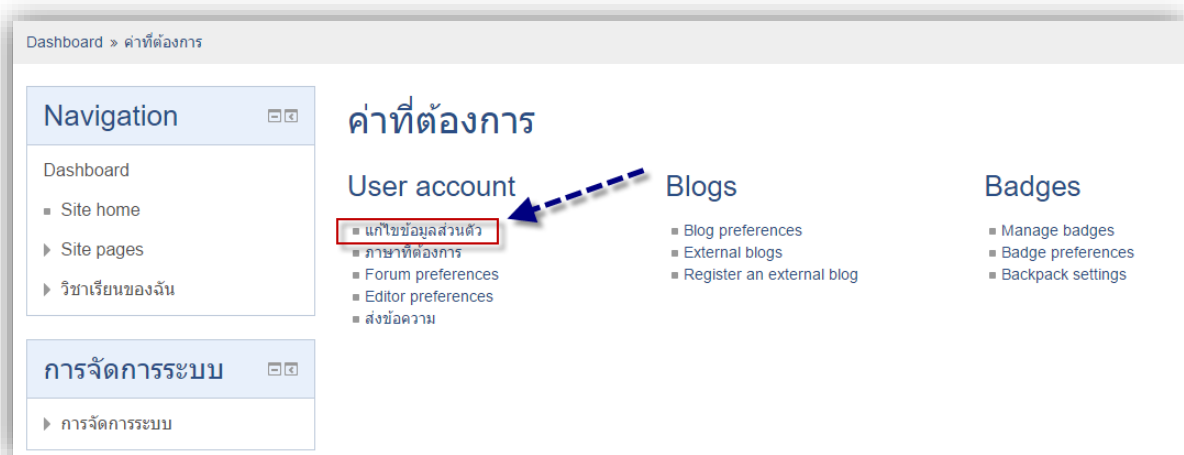 Dashboard » ค่าที่ต้องการ
Navigation
Dashboard
Site home
Site pages
วิชาเรียนของฉัน
การจัดการระบบ
การจัดการระบบ
ค่าที่ต้องการ
User account
แก้ไขข้อมูลส่วนตัว
ภาษาที่ต้องการ
Forum preferences
Editor preferences
ส่งข้อความ
Blogs
Blog preferences
External blogs
Register an external blog
Badges
Manage badges
Badge preferences
Backpack settings